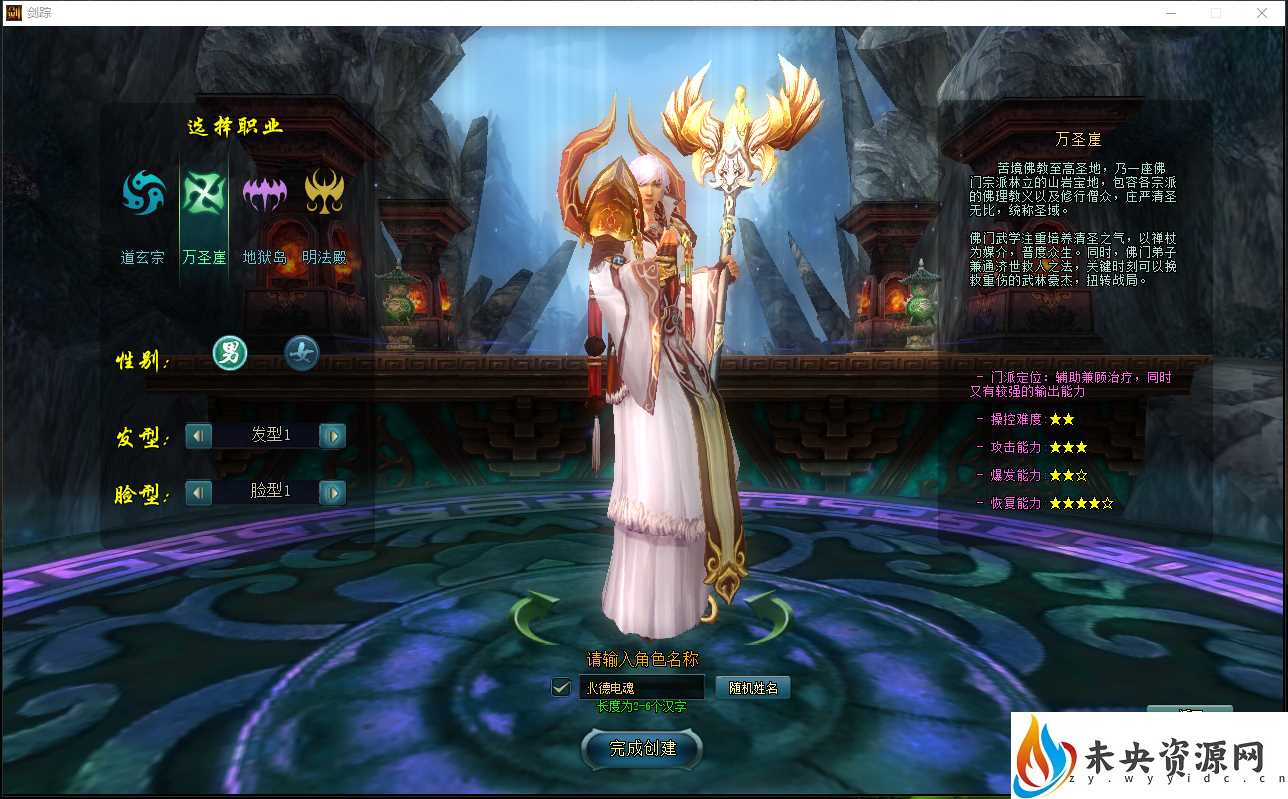 剑踪
选择职业
道玄宗 万圣崖 地狱岛 明法殿
性别: 男 女
发型: 发型1
脸型: 脸型1
万圣崖
苦境佛教至高圣地，乃一座佛
门宗派林立的山岩宝地，包容各宗派
的佛理教义以及修行僧众，庄严清圣
无比，统称圣域。
佛门武学注重培养清圣之气，以禅杖
为媒介，普度众生。同时，佛门弟子
兼通济世救人之法，关键时刻可以挽
救重伤的武林豪杰，扭转战局。
- 门派定位：辅助兼顾治疗，同时
又有较强的输出能力
- 操控难度 ★★
- 攻击能力 ★★★
- 爆发能力 ★★☆
- 恢复能力 ★★★★☆
请输入角色名称
火德电魂 随机姓名
长度为2-6个汉字
完成创建
未央资源网
zy.wyyidc.cn